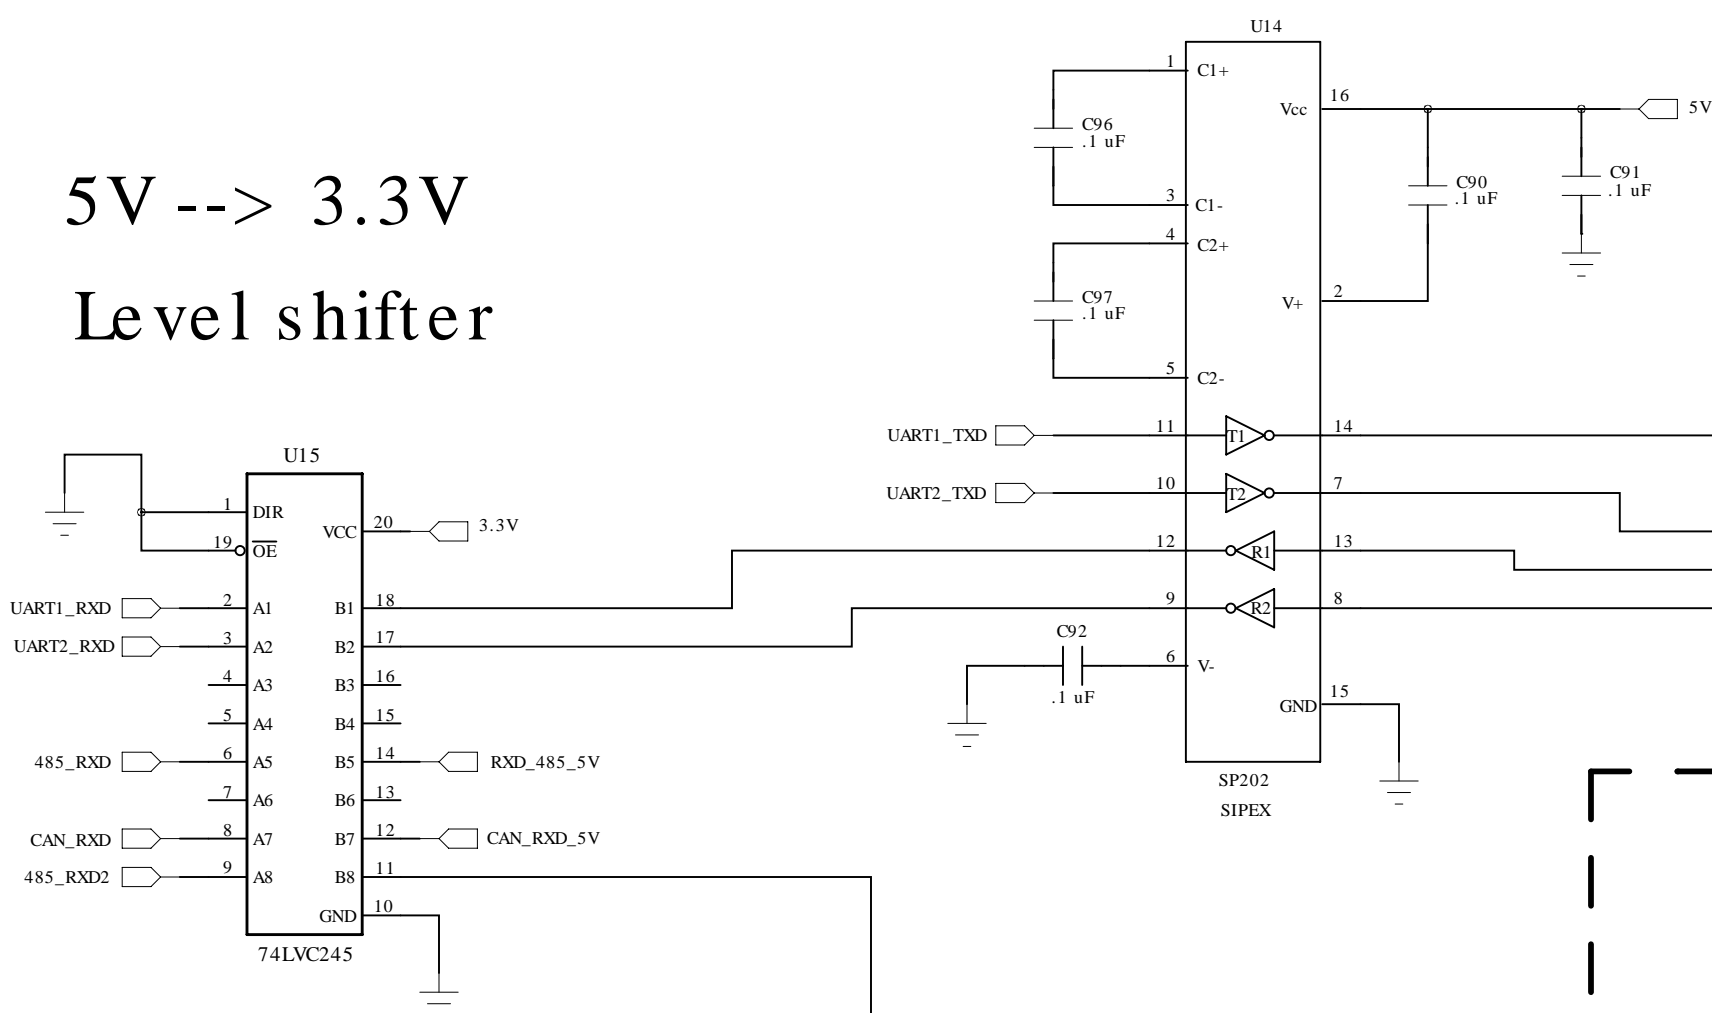 5V --> 3.3V
Level shifter
U14
1
C1+
C96
.1 uF
3
C1-
4
C2+
C97
.1 uF
5
C2-
Vcc
16
5V
C90
.1 uF
C91
.1 uF
V+
2
UART1_TXD
11
T1
14
UART2_TXD
10
T2
7
12
R1
13
9
R2
8
C92
.1 uF
6
V-
GND
15
SP202
SIPEX
U15
1
DIR
19
OE
VCC
20
3.3V
UART1_RXD
2
A1
B1
18
UART2_RXD
3
A2
B2
17
4
A3
B3
16
5
A4
B4
15
485_RXD
6
A5
B5
14
RXD_485_5V
7
A6
B6
13
CAN_RXD
8
A7
B7
12
CAN_RXD_5V
485_RXD2
9
A8
B8
11
GND
10
74LVC245